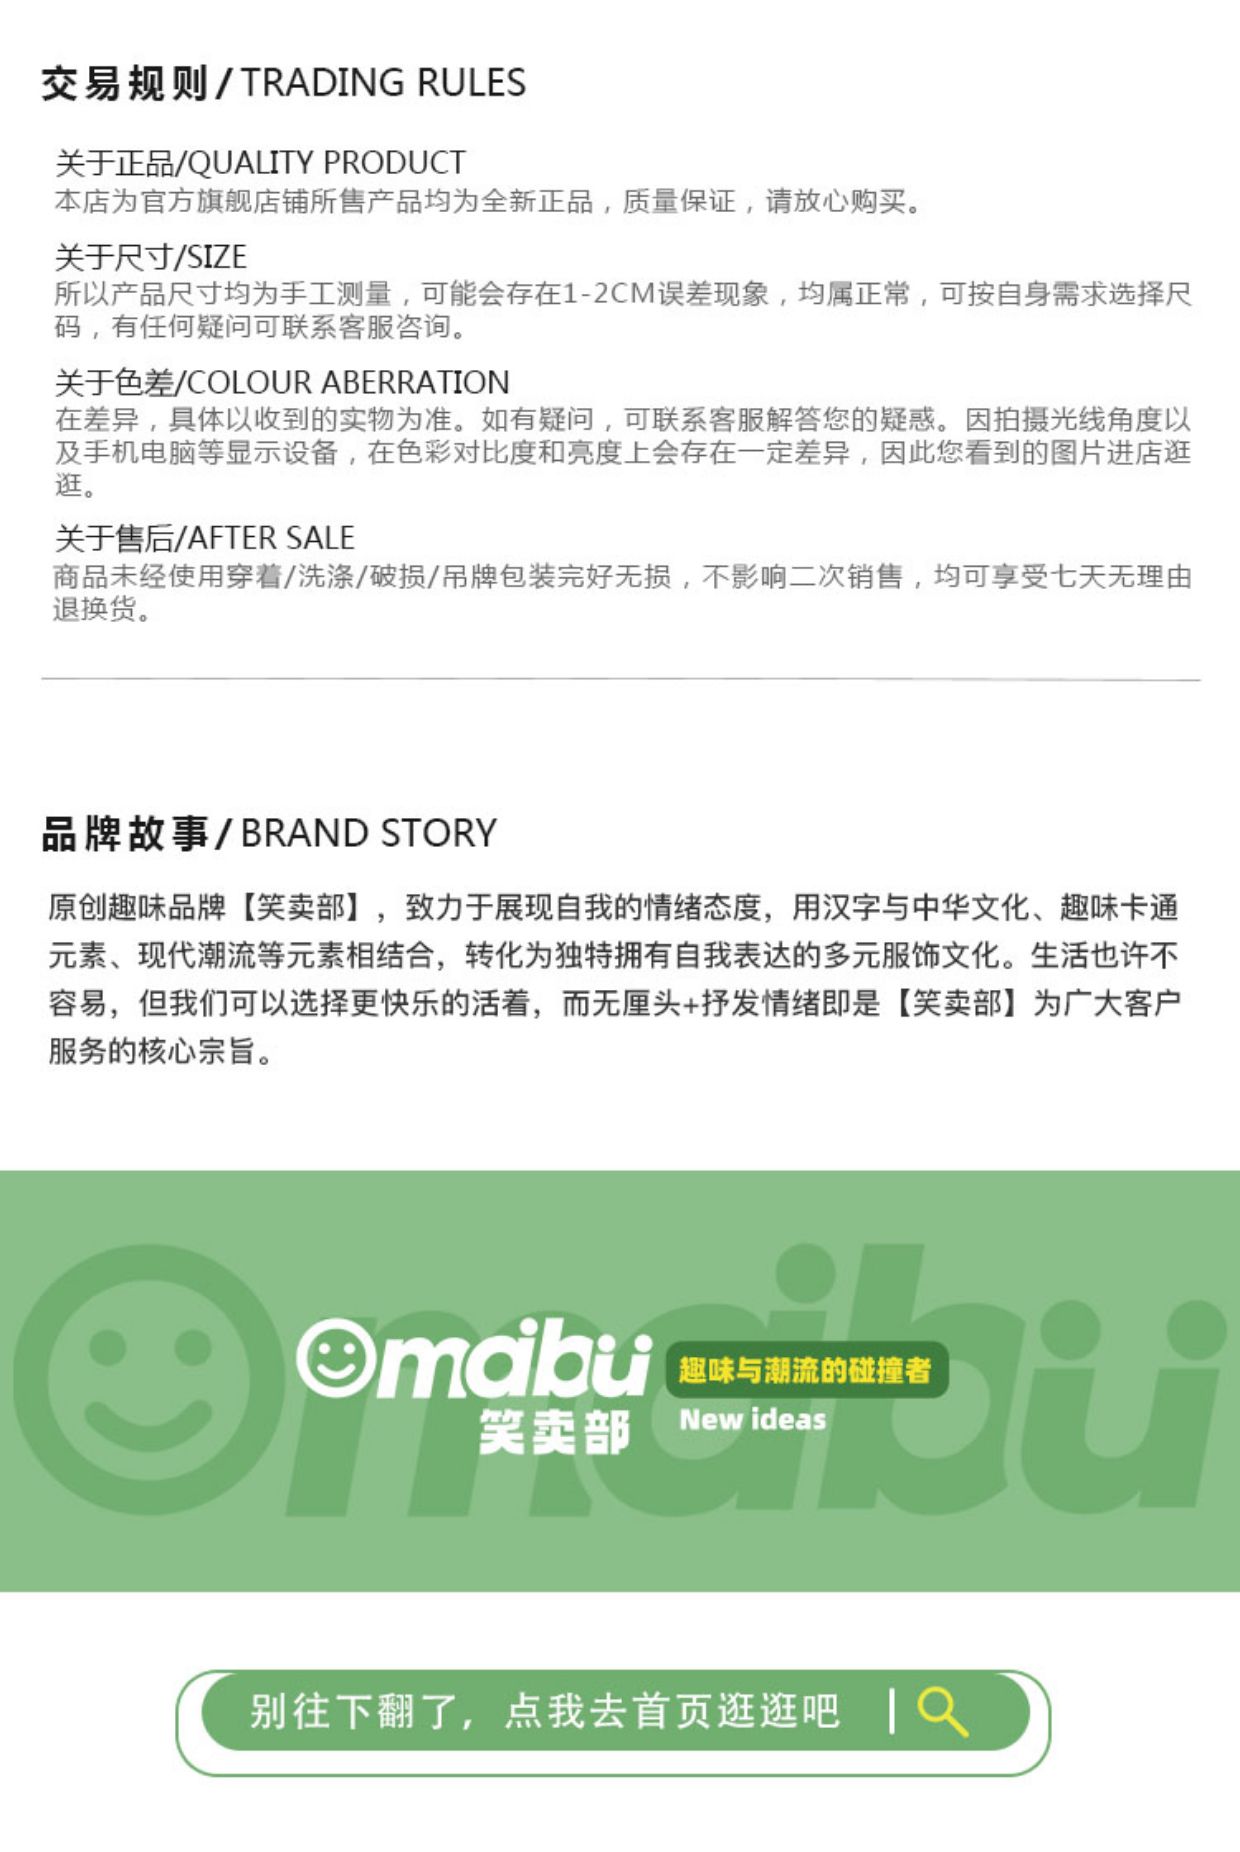 交易规则/TRADING RULES
关于正品/QUALITY PRODUCT
本店为官方旗舰店铺所售产品均为全新正品，质量保证，请放心购买。
关于尺寸/SIZE
所以产品尺寸均为手工测量，可能会存在1-2CM误差现象，均属正常，可按自身需求选择尺
码，有任何疑问可联系客服咨询。
关于色差/COLOUR ABERRATION
在差异，具体以收到的实物为准。如有疑问，可联系客服解答您的疑惑。因拍摄光线角度以
及手机电脑等显示设备，在色彩对比度和亮度上会存在一定差异，因此您看到的图片进店逛
逛。
关于售后/AFTER SALE
商品未经使用穿着/洗涤/破损/吊牌包装完好无损，不影响二次销售，均可享受七天无理由
退换货。
品牌故事/BRAND STORY
原创趣味品牌【笑卖部】，致力于展现自我的情绪态度，用汉字与中华文化、趣味卡通
元素、现代潮流等元素相结合，转化为独特拥有自我表达的多元服饰文化。生活也许不
容易，但我们可以选择更快乐的活着，而无厘头+抒发情绪即是【笑卖部】为广大客户
服务的核心宗旨。
omaibu
omaibu
趣味与潮流的碰撞者
笑卖部
New ideas
别往下翻了，点我去首页逛逛吧